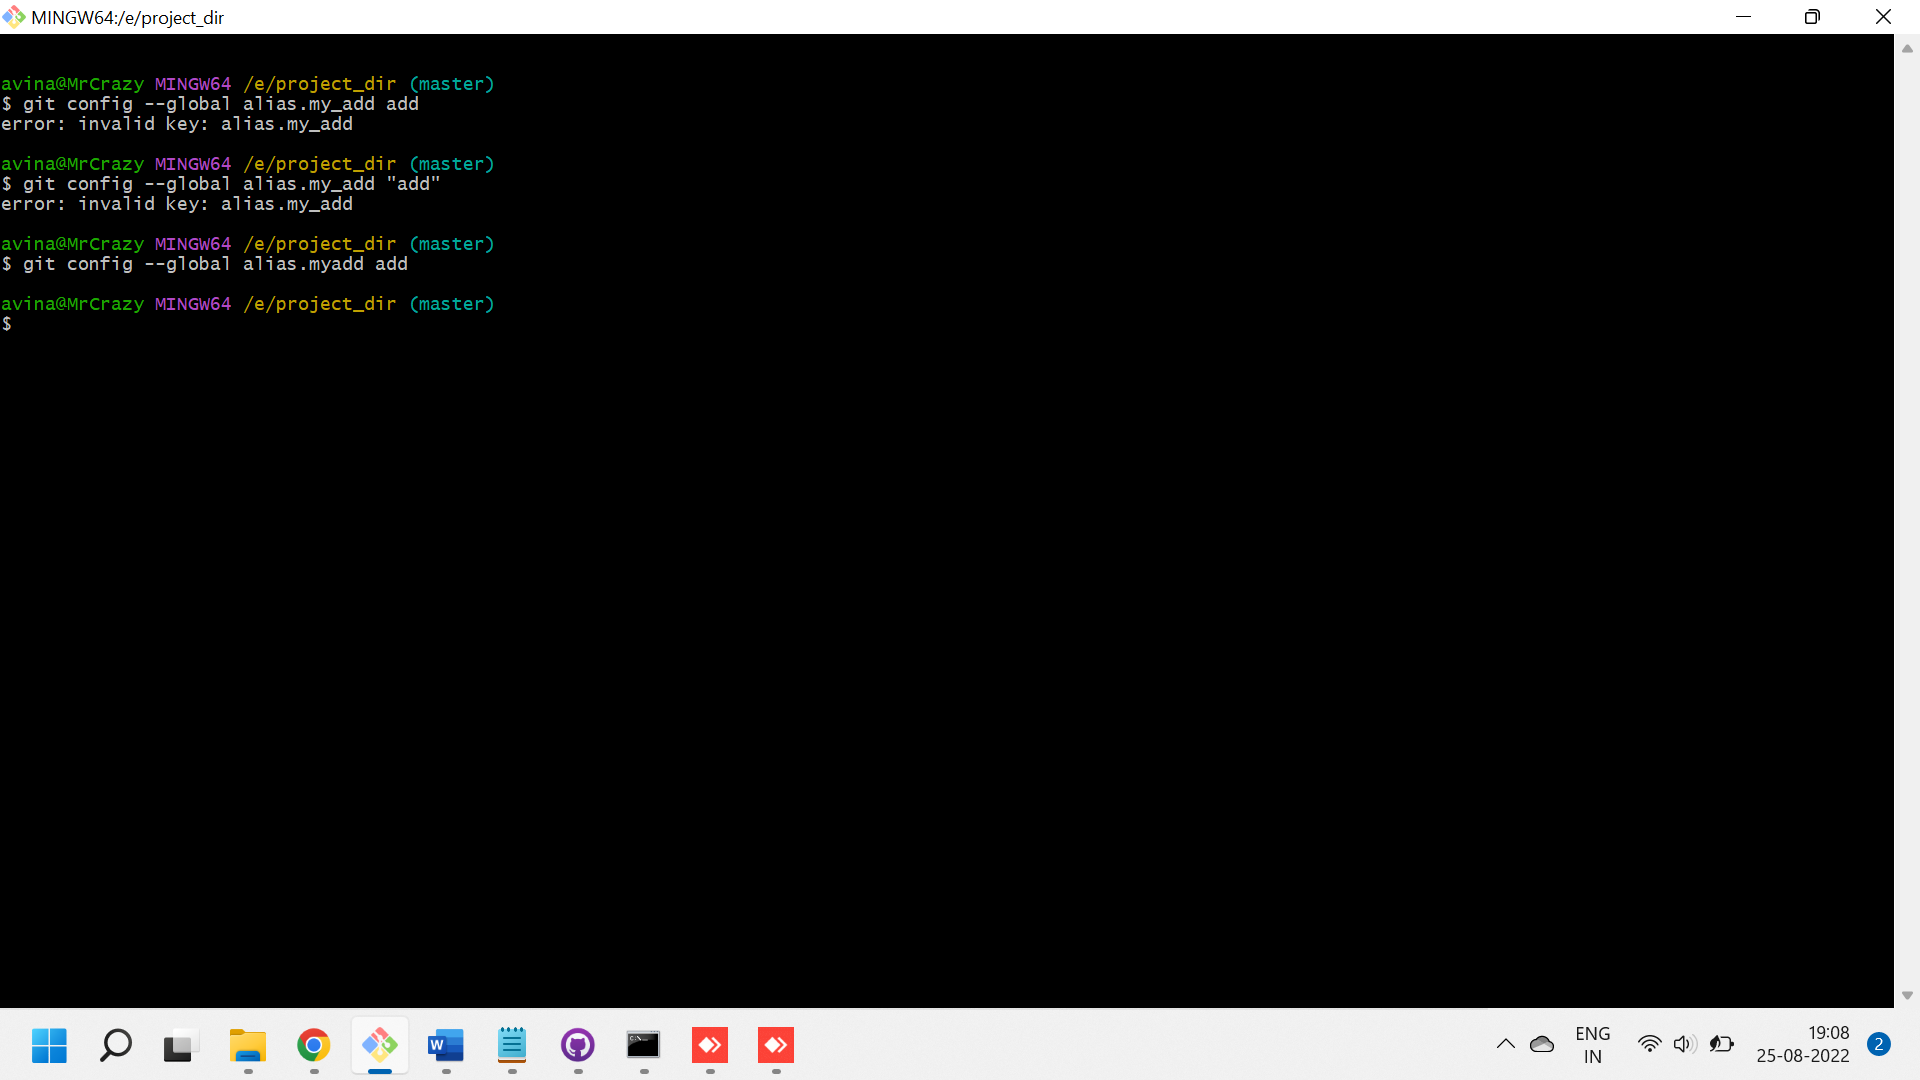 MINGW64:/e/project_dir
avina@MrCrazy MINGW64 /e/project_dir (master)
$ git config --global alias.my_add add
error: invalid key: alias.my_add
avina@MrCrazy MINGW64 /e/project_dir (master)
$ git config --global alias.my_add "add"
error: invalid key: alias.my_add
avina@MrCrazy MINGW64 /e/project_dir (master)
$ git config --global alias.myadd add
avina@MrCrazy MINGW64 /e/project_dir (master)
$
W
C:\_
ENG
IN
19:08
25-08-2022
2